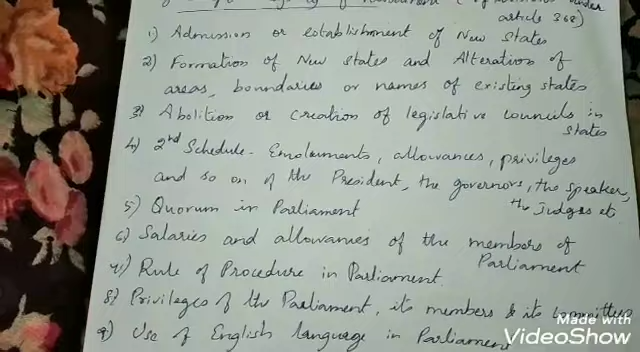 article 368)
1) Admission or establishment of New States
2) Formation of New States and Alteration of
areas, boundaries or names of existing states
3) Abolition or creation of legislative councils in
states
4) 2nd Schedule - Emoluments, allowances, privileges
and so on of the President, the governors, the Speaker,
the Judges etc
5) Quorum in Parliament
6) Salaries and allowances of the members of
Parliament
7) Rule of Procedure in Parliament.
8) Privileges of the Parliament, its members & its committees
9) Use of English language in Parliament
Made with
VideoShow